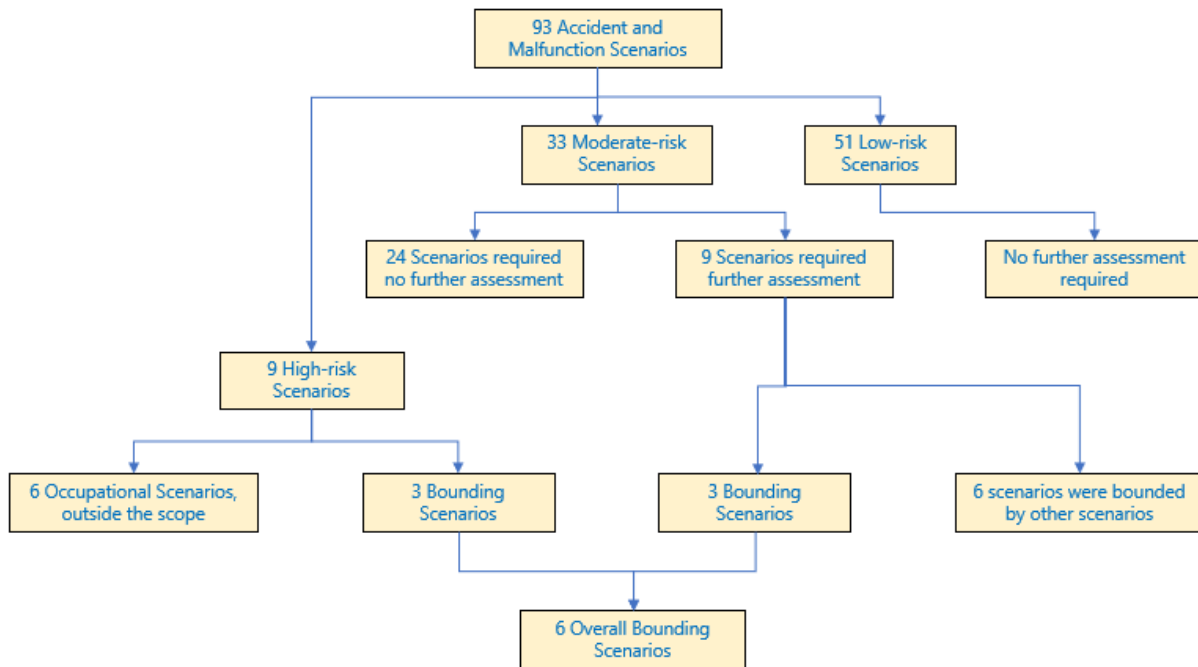 93 Accident and
Malfunction Scenarios
33 Moderate-risk
Scenarios
51 Low-risk
Scenarios
24 Scenarios required
no further assessment
9 Scenarios required
further assessment
No further assessment
required
9 High-risk
Scenarios
6 Occupational Scenarios,
outside the scope
3 Bounding
Scenarios
3 Bounding
Scenarios
6 scenarios were bounded
by other scenarios
6 Overall Bounding
Scenarios